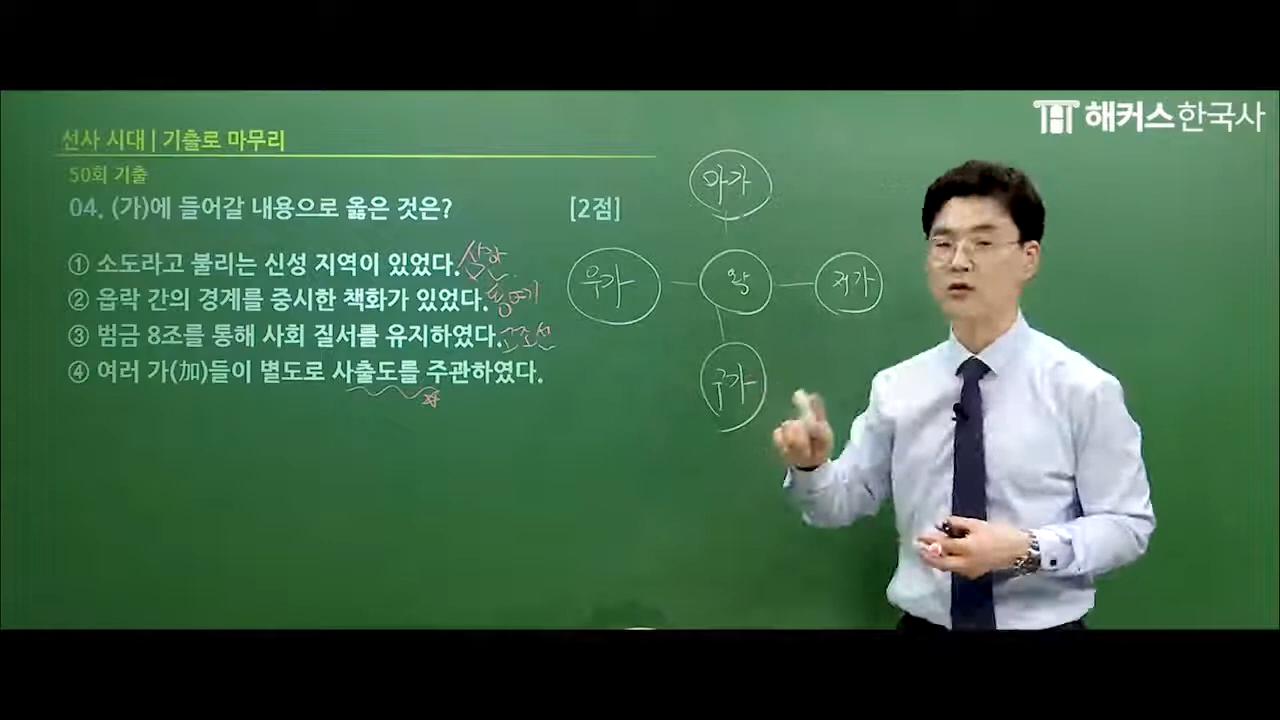 해커스한국사
선사 시대 | 기출로 마무리
50회 기출
04. (가)에 들어갈 내용으로 옳은 것은? [2점]
① 소도라고 불리는 신성 지역이 있었다. 삼한
② 읍락 간의 경계를 중시한 책화가 있었다. 동예
③ 범금 8조를 통해 사회 질서를 유지하였다. 고조선
④ 여러 가(加)들이 별도로 사출도를 주관하였다.
마가
우가
왕
저가
구가